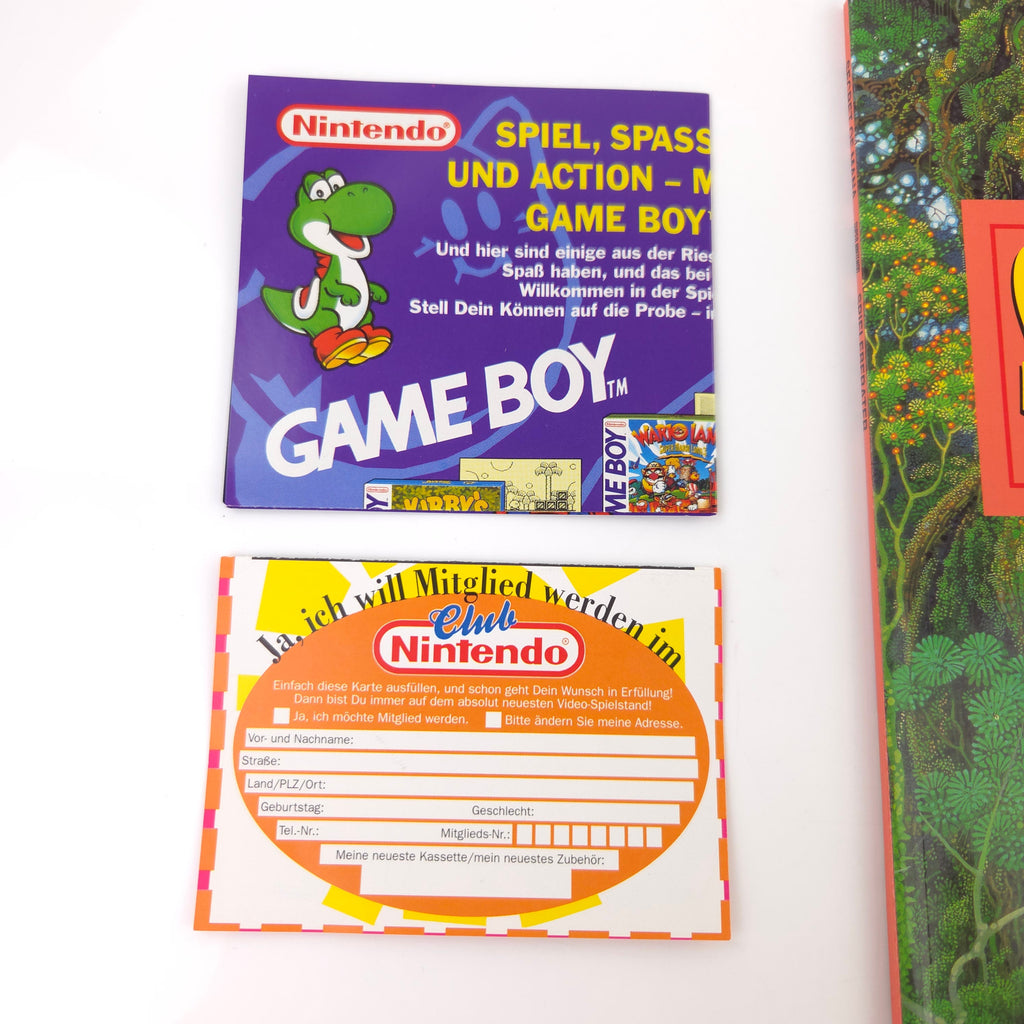 Nintendo®
SPIEL, SPASS
UND ACTION – M
GAME BOY
Und hier sind einige aus der Ries
Spaß haben, und das bei
Willkommen in der Spi
Stell Dein Können auf die Probe – i
GAME BOY™
WARIO LAN
KIRBY'S
Ja, ich will Mitglied werden im
Club
Nintendo®
Einfach diese Karte ausfüllen, und schon geht Dein Wunsch in Erfüllung!
Dann bist Du immer auf dem absolut neuesten Video-Spielstand!
Ja, ich möchte Mitglied werden. Bitte ändern Sie meine Adresse.
Vor- und Nachname:
Straße:
Land/PLZ/Ort:
Geburtstag: Geschlecht:
Tel.-Nr.: Mitglieds-Nr.:
Meine neueste Kassette/mein neuestes Zubehör: